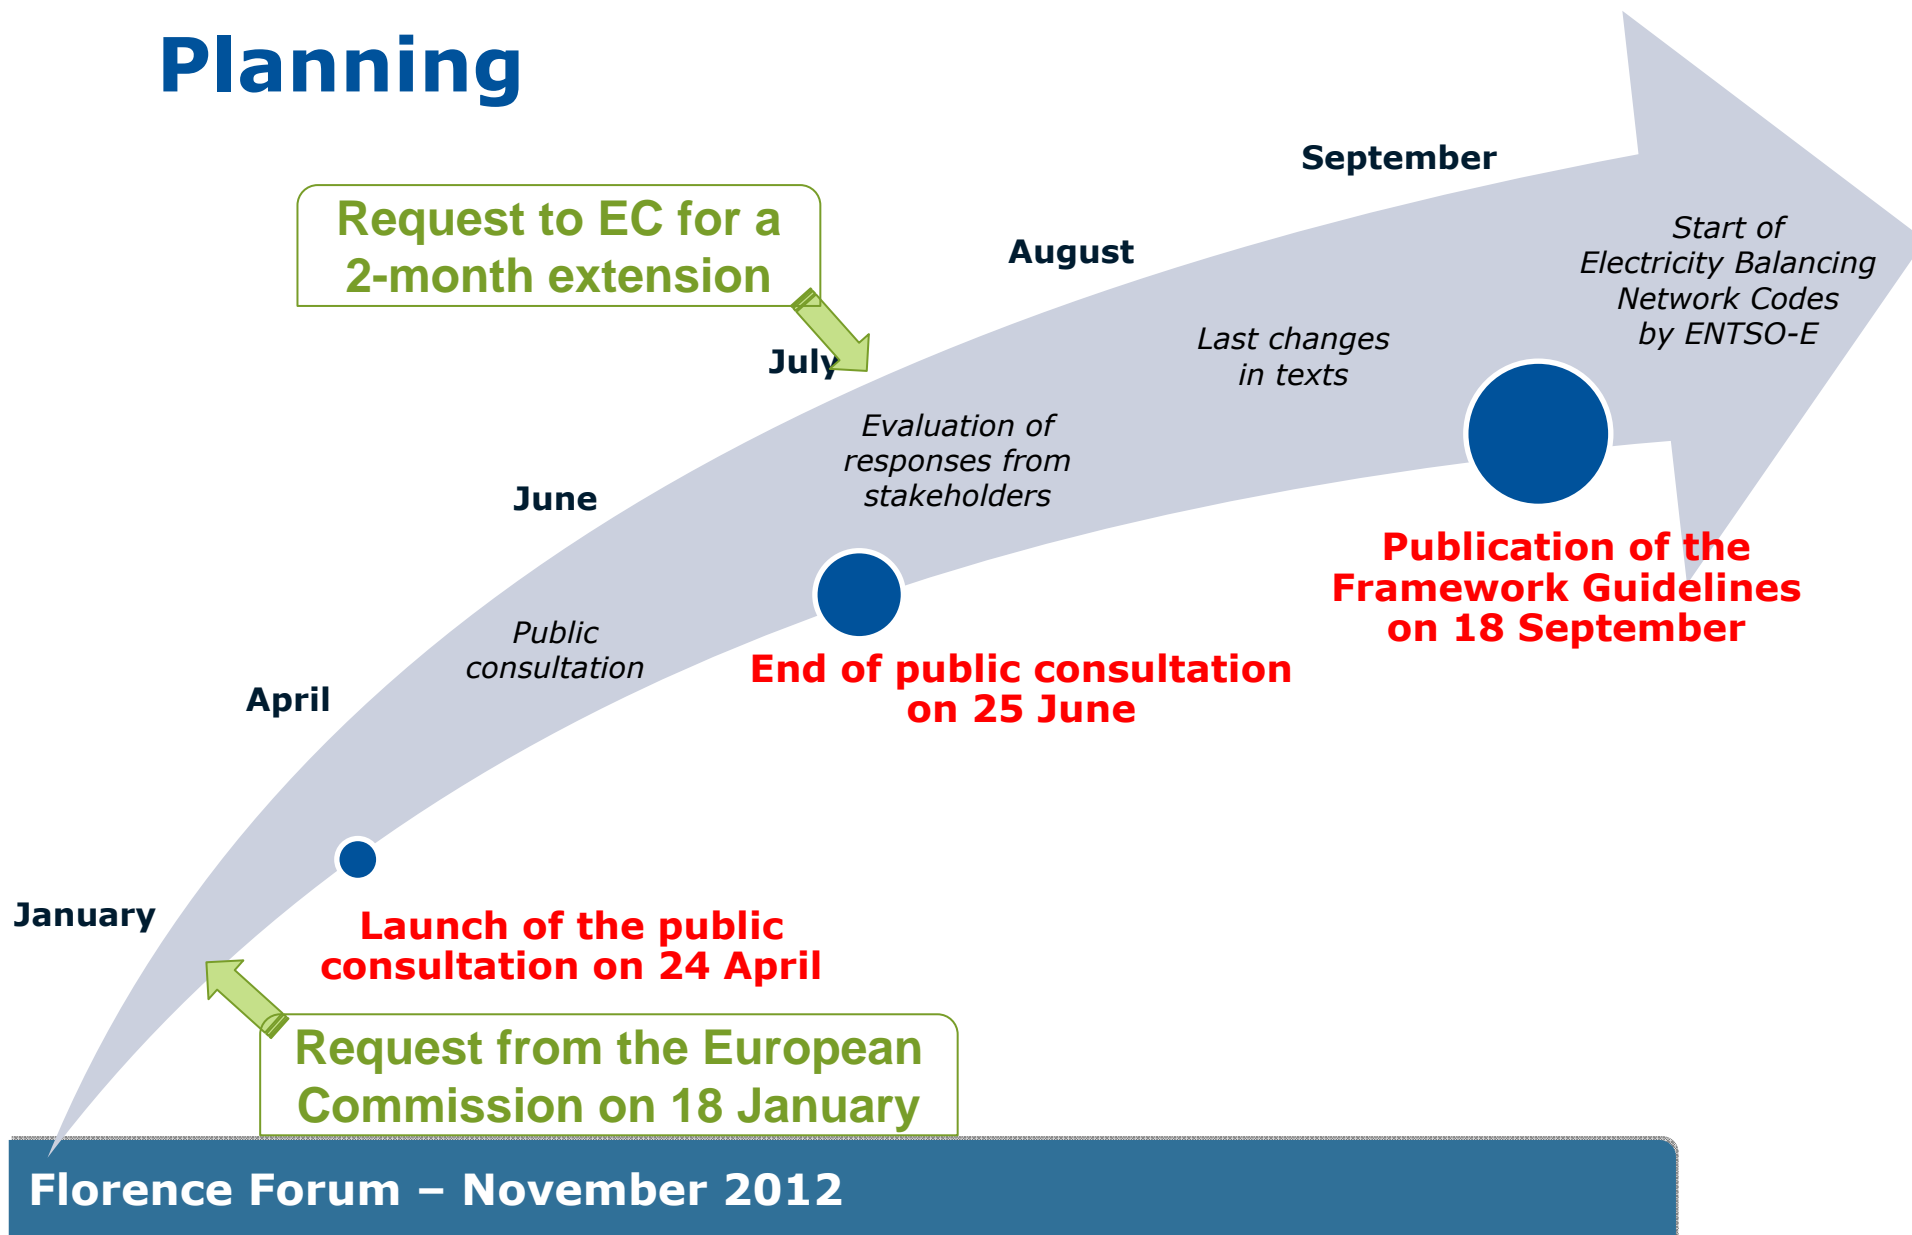 Planning
September
Request to EC for a
2-month extension
August
Start of
Electricity Balancing
Network Codes
by ENTSO-E
Last changes
in texts
July
Evaluation of
responses from
stakeholders
June
Publication of the
Framework Guidelines
on 18 September
Public
consultation
End of public consultation
on 25 June
April
January
Launch of the public
consultation on 24 April
Request from the European
Commission on 18 January
Florence Forum – November 2012